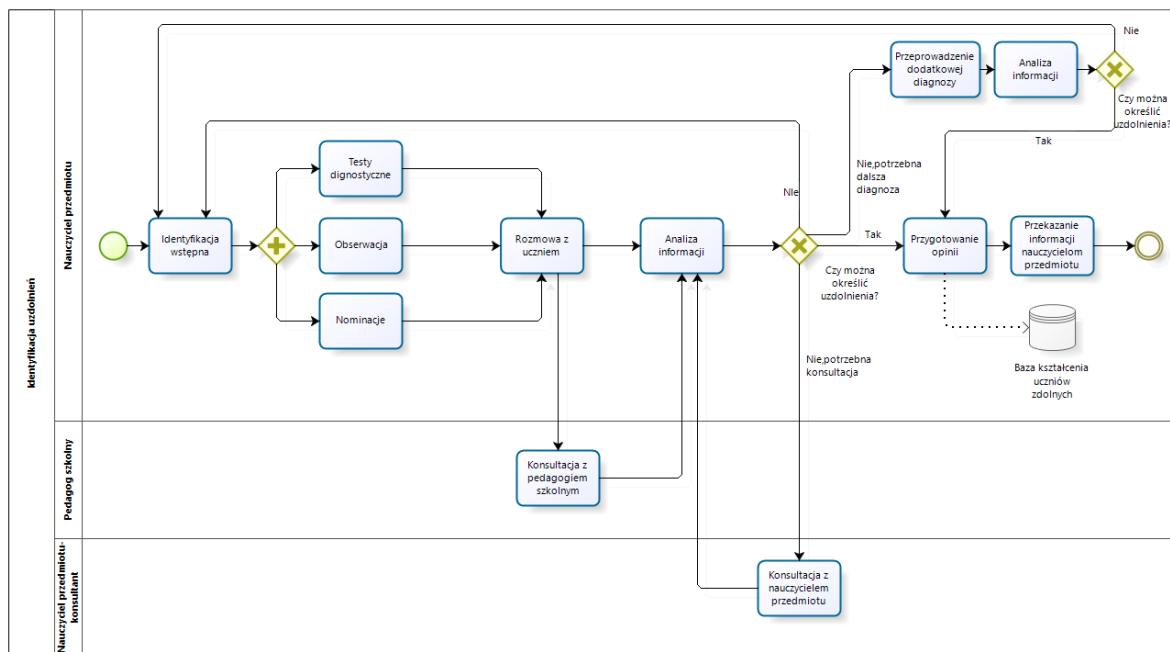 Identyfikacja uzdolnień
Nauczyciel przedmiotu
Nie
Przeprowadzenie
dodatkowej
diagnozy
Analiza
informacji
Czy można
określić
uzdolnienia?
Tak
Testy
dignostyczne
Nie,potrzebna
dalsza
diagnoza
NIe
Identyfikacja
wstępna
Obserwacja
Rozmowa z
uczniem
Analiza
informacji
Tak
Czy można
określić
uzdolnienia?
Przygotowanie
opinii
Przekazanie
informacji
nauczycielom
przedmiotu
Nominacje
Nie,potrzebna
konsultacja
Baza kształcenia
uczniów
zdolnych
Pedagog szkolny
Konsultacja z
pedagogiem
szkolnym
Nauczyciel przedmiotu-
konsultant
Konsultacja z
nauczycielem
przedmiotu